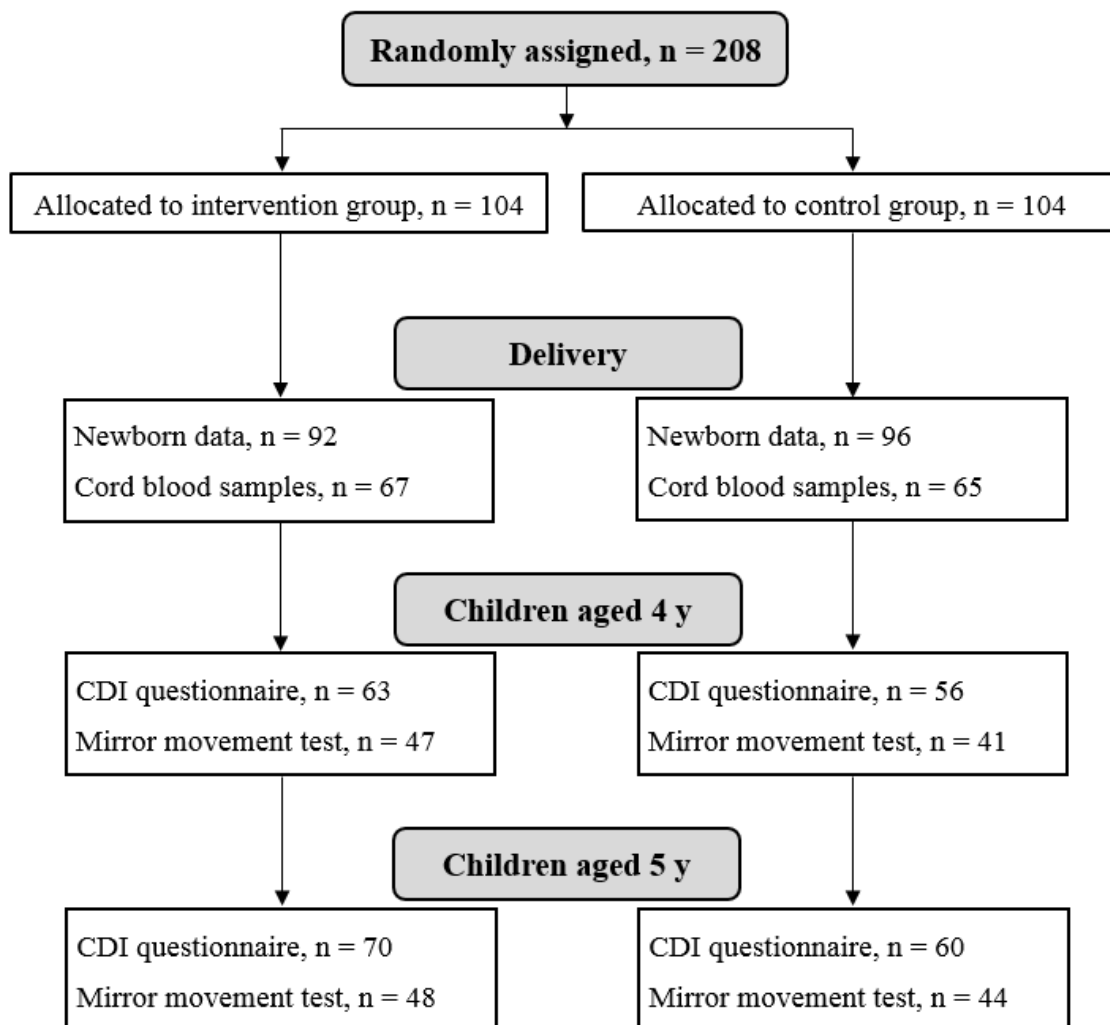 Randomly assigned, n = 208
Allocated to intervention group, n = 104
Allocated to control group, n = 104
Delivery
Newborn data, n = 92
Cord blood samples, n = 67
Newborn data, n = 96
Cord blood samples, n = 65
Children aged 4 y
CDI questionnaire, n = 63
Mirror movement test, n = 47
CDI questionnaire, n = 56
Mirror movement test, n = 41
Children aged 5 y
CDI questionnaire, n = 70
Mirror movement test, n = 48
CDI questionnaire, n = 60
Mirror movement test, n = 44